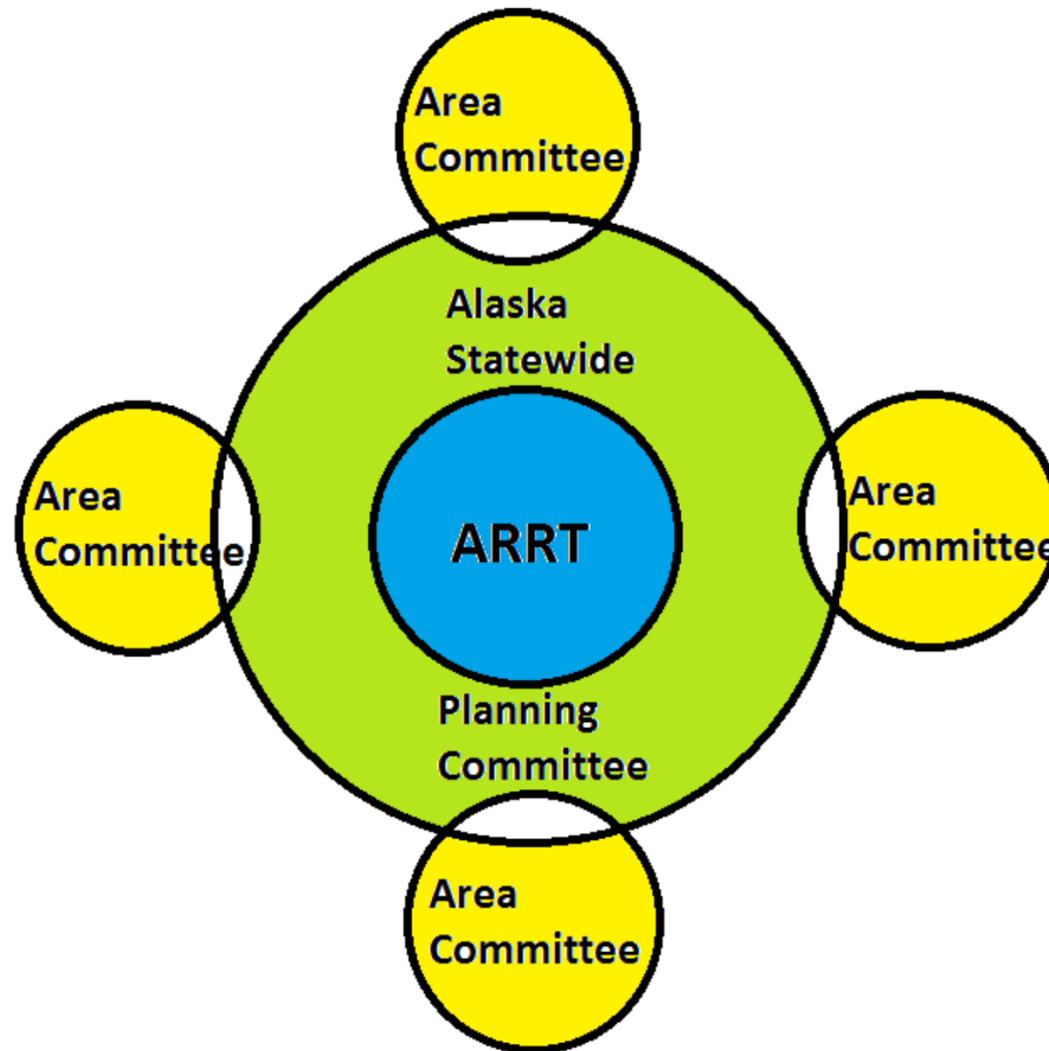 Area
Committee
Alaska
Statewide
Area
Committee
ARRT
Area
Committee
Planning
Committee
Area
Committee